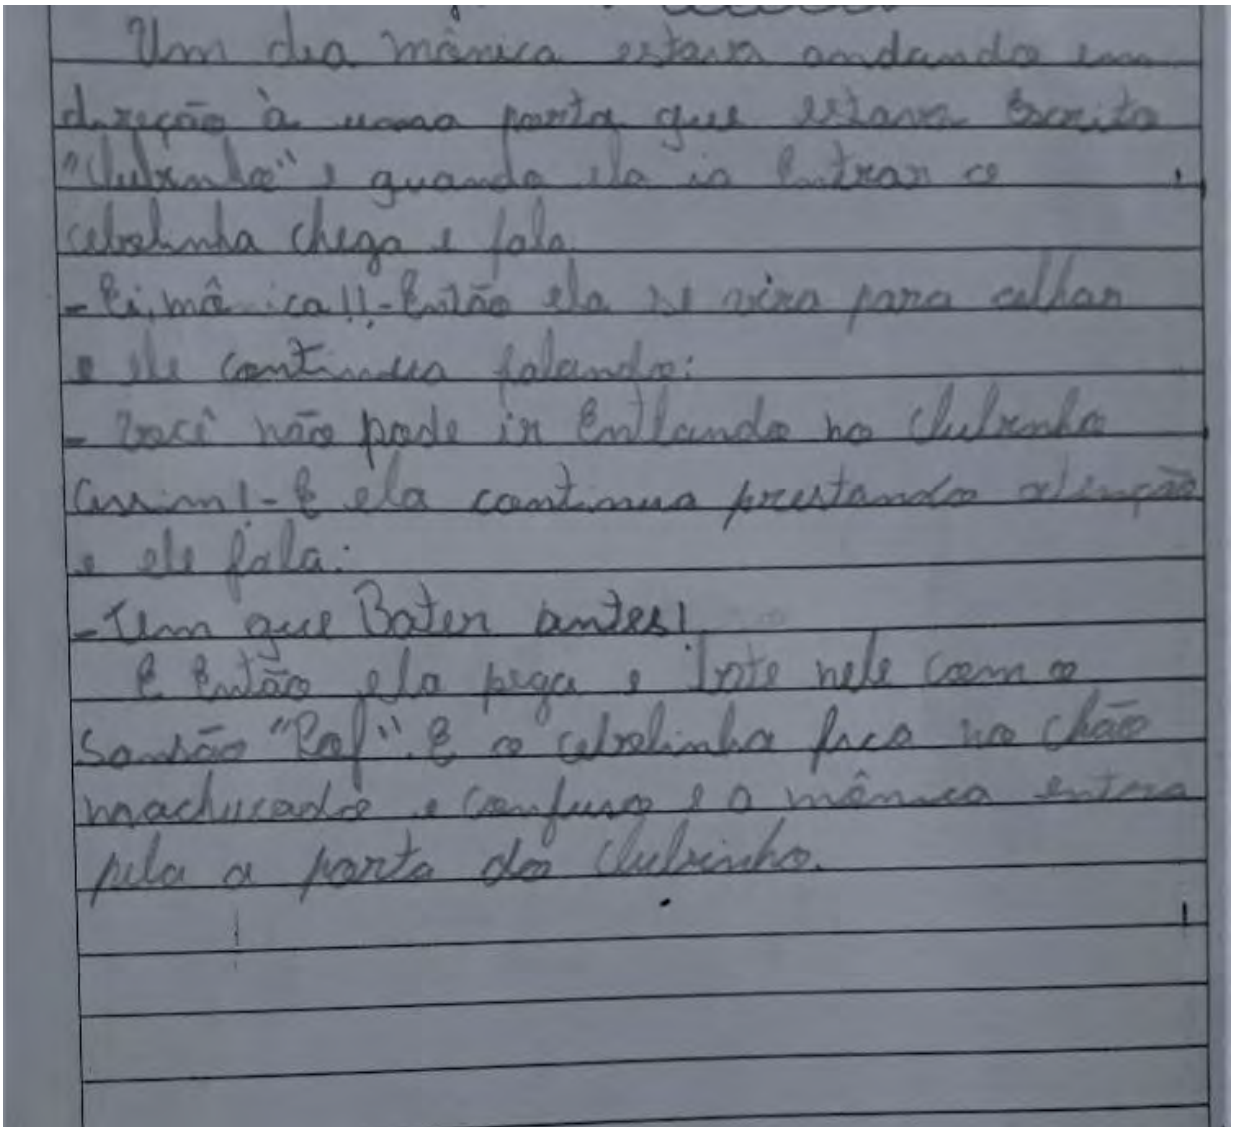 Um dia mônica estava andando em
direção à uma porta que estava Escrito
"Clubinho" e quando ela ia Entrar o
cebolinha chega e fala
- Ei, mônica!! - Então ela se vira para olhar
e ele continua falando:
- Você não pode ir Entlando no Clubinho
assim! - E ela continua prestando atenção
e ele fala:
- Tem que Bater antes!
E Então ela pega e bate nele com o
Sansão "Pof". E o cebolinha fica no chão
machucado e confuso e a mônica entra
pela a porta do Clubinho.